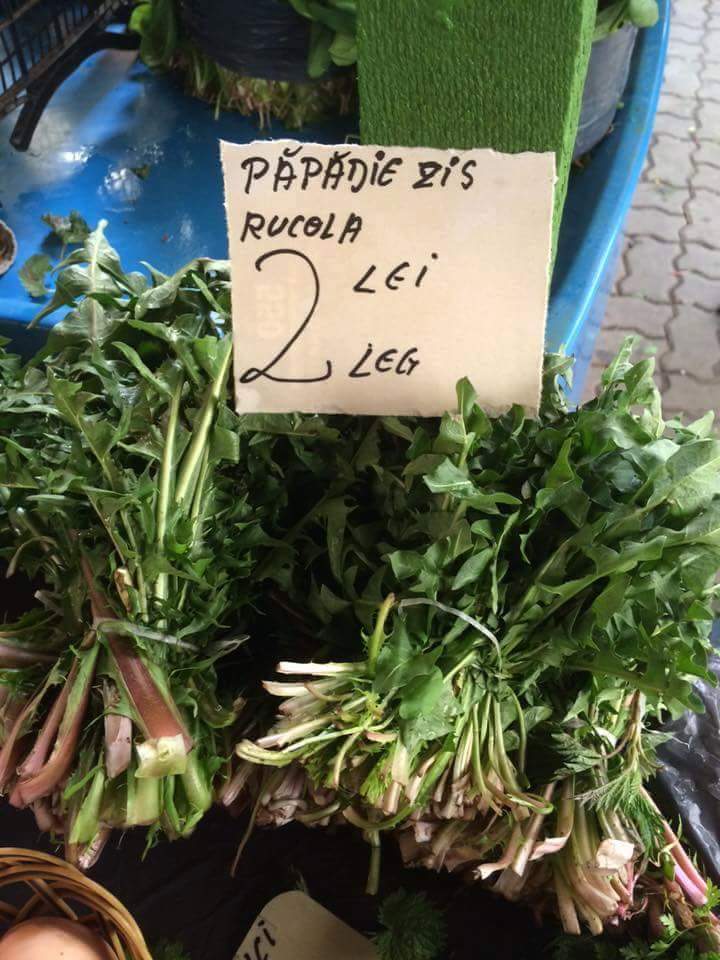 PĂPĂDIE ZIS
RUCOLA
2 LEI
LEG